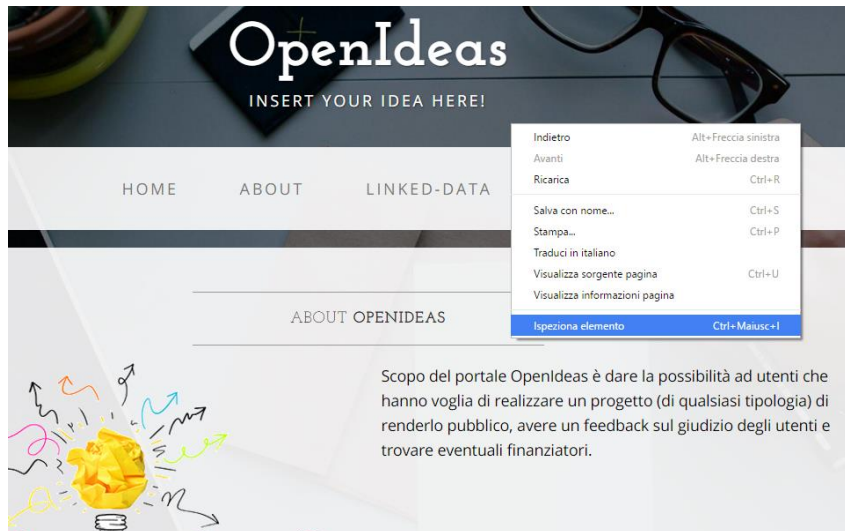 OpenIdeas
INSERT YOUR IDEA HERE!
HOME ABOUT LINKED-DATA
Indietro Alt+Freccia sinistra
Avanti Alt+Freccia destra
Ricarica Ctrl+R
Salva con nome... Ctrl+S
Stampa... Ctrl+P
Traduci in italiano
Visualizza sorgente pagina Ctrl+U
Visualizza informazioni pagina
Ispeziona elemento Ctrl+Maiusc+I
ABOUT OPENIDEAS
Scopo del portale OpenIdeas è dare la possibilità ad utenti che
hanno voglia di realizzare un progetto (di qualsiasi tipologia) di
renderlo pubblico, avere un feedback sul giudizio degli utenti e
trovare eventuali finanziatori.